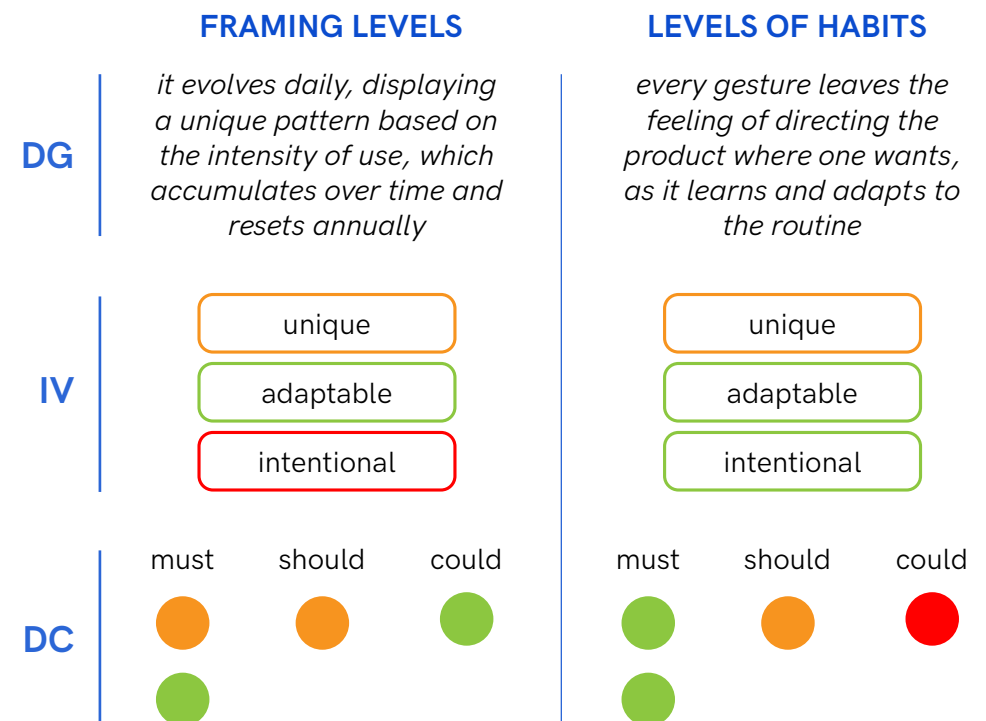 FRAMING LEVELS
LEVELS OF HABITS
DG
it evolves daily, displaying
a unique pattern based on
the intensity of use, which
accumulates over time and
resets annually
every gesture leaves the
feeling of directing the
product where one wants,
as it learns and adapts to
the routine
IV
unique
adaptable
intentional
unique
adaptable
intentional
DC
must should could
must should could